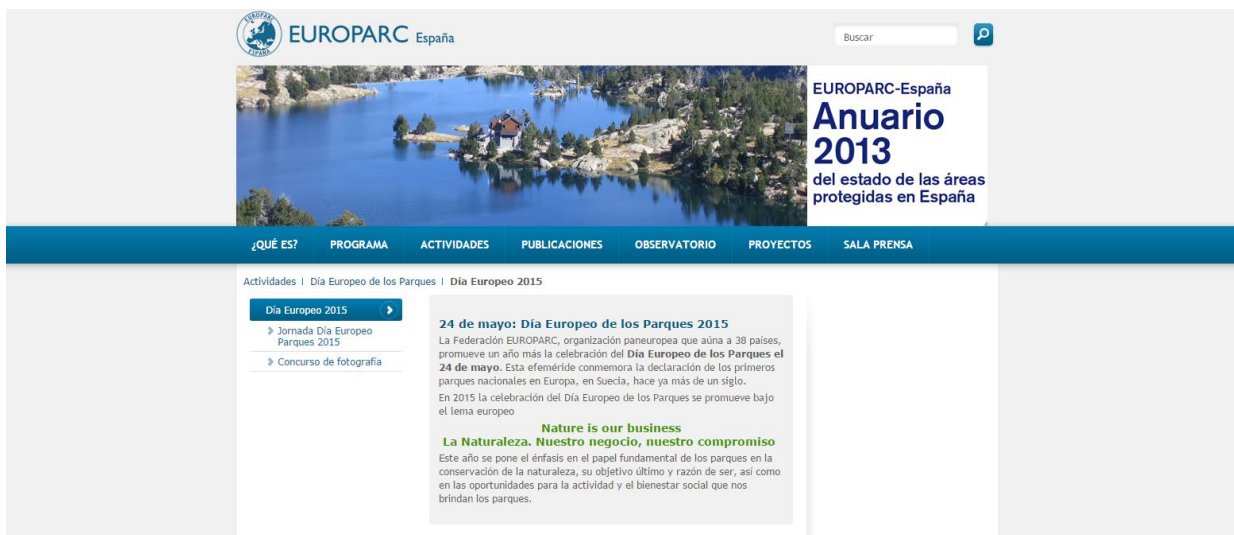 EUROPARC España
EUROPARC
ESPAÑA
Buscar
EUROPARC-España
Anuario
2013
del estado de las áreas
protegidas en España
¿QUÉ ES? PROGRAMA ACTIVIDADES PUBLICACIONES OBSERVATORIO PROYECTOS SALA PRENSA
Actividades | Día Europeo de los Parques | Día Europeo 2015
Día Europeo 2015
Jornada Día Europeo
Parques 2015
Concurso de fotografía
24 de mayo: Día Europeo de los Parques 2015
La Federación EUROPARC, organización paneuropea que aúna a 38 países,
promueve un año más la celebración del Día Europeo de los Parques el
24 de mayo. Esta efeméride conmemora la declaración de los primeros
parques nacionales en Europa, en Suecia, hace ya más de un siglo.
En 2015 la celebración del Día Europeo de los Parques se promueve bajo
el lema europeo
Nature is our business
La Naturaleza. Nuestro negocio, nuestro compromiso
Este año se pone el énfasis en el papel fundamental de los parques en la
conservación de la naturaleza, su objetivo último y razón de ser, así como
en las oportunidades para la actividad y el bienestar social que nos
brindan los parques.